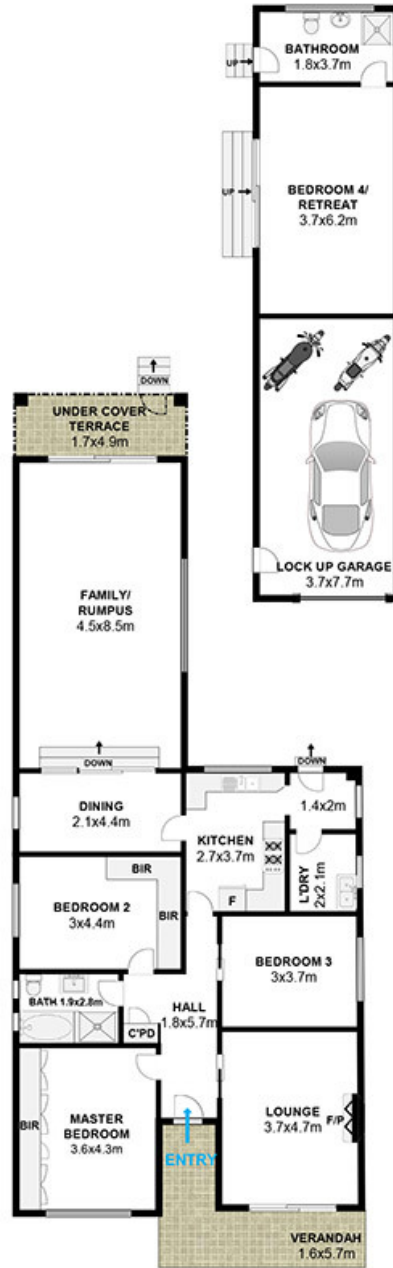 BATHROOM
1.8x3.7m
UP
BEDROOM 4/
RETREAT
3.7x6.2m
UP
LOCK UP GARAGE
3.7x7.7m
DOWN
UNDER COVER
TERRACE
1.7x4.9m
FAMILY/
RUMPUS
4.5x8.5m
DOWN
DINING
2.1x4.4m
DOWN
1.4x2m
KITCHEN
2.7x3.7m
F
L'DRY
2x2.1m
BIR
BIR
BEDROOM 2
3x4.4m
BEDROOM 3
3x3.7m
BATH 1.9x2.8m
HALL
1.8x5.7m
C'PD
LOUNGE
3.7x4.7m
F/P
BIR
MASTER
BEDROOM
3.6x4.3m
ENTRY
VERANDAH
1.6x5.7m